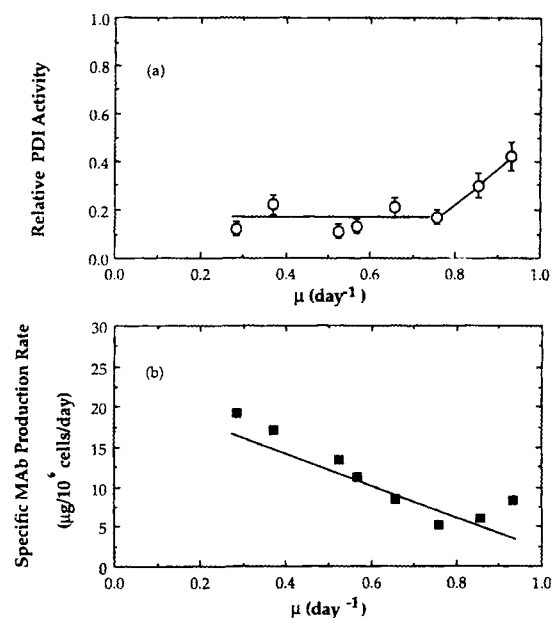 1.0
0.8
0.6
0.4
0.2
0.0
Relative PDI Activity
(a)
0.0 0.2 0.4 0.6 0.8 1.0
μ (day-1)
30
25
20
15
10
5
0
Specific MAb Production Rate
(μg/10^6 cells/day)
(b)
0.0 0.2 0.4 0.6 0.8 1.0
μ (day -1)